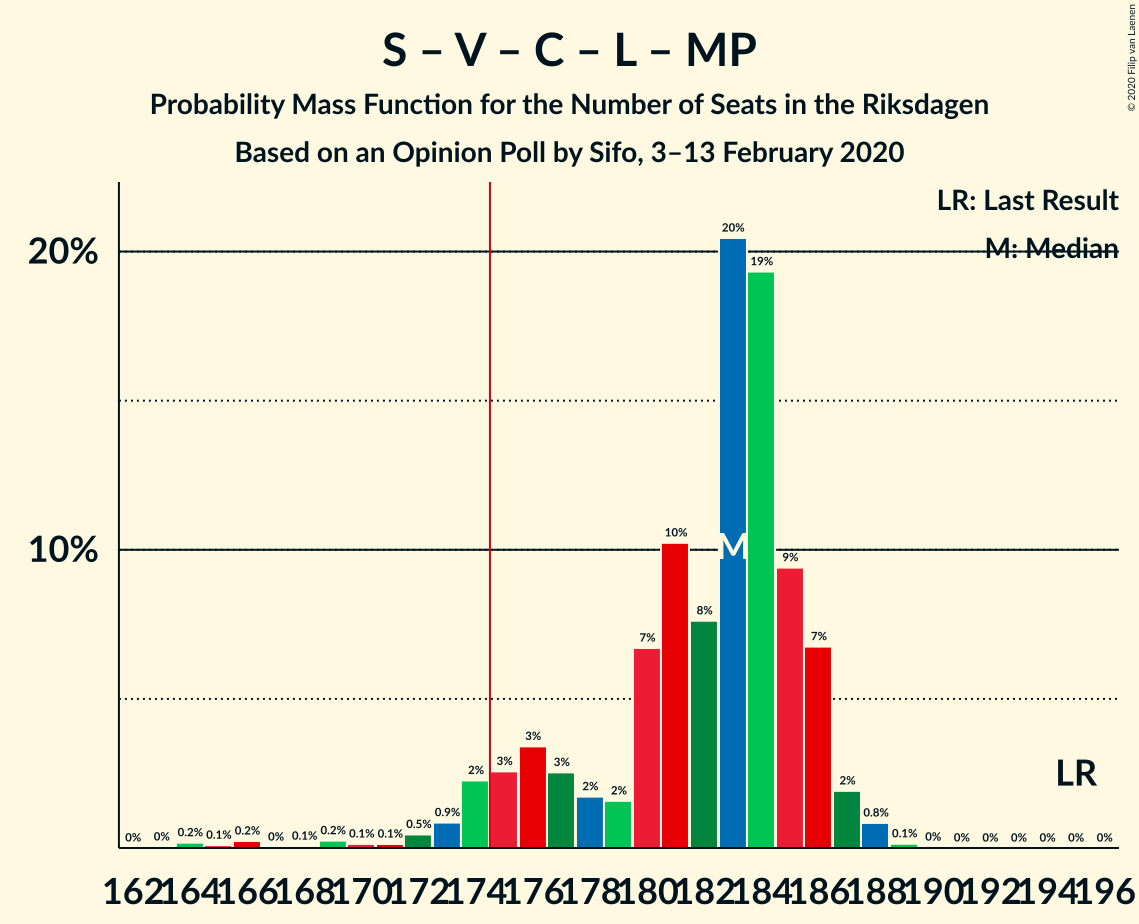 S – V – C – L – MP
Probability Mass Function for the Number of Seats in the Riksdagen
Based on an Opinion Poll by Sifo, 3–13 February 2020
© 2020 Filip van Laenen
LR: Last Result
M: Median
20%
10%
0% 0% 0.2% 0.1% 0.2% 0% 0.1% 0.2% 0.1% 0.1% 0.5% 0.9% 2% 3% 3% 3% 2% 2% 7% 10% 8% 20% 19% 9% 7% 2% 0.8% 0.1% 0% 0% 0% 0% 0% 0% 0%
M
LR
162 164 166 168 170 172 174 176 178 180 182 184 186 188 190 192 194 196